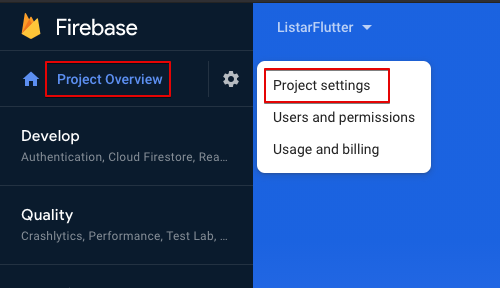 Firebase
ListarFlutter
Project Overview
Project settings
Users and permissions
Usage and billing
Develop
Authentication, Cloud Firestore, Rea...
Quality
Crashlytics, Performance, Test Lab, ...